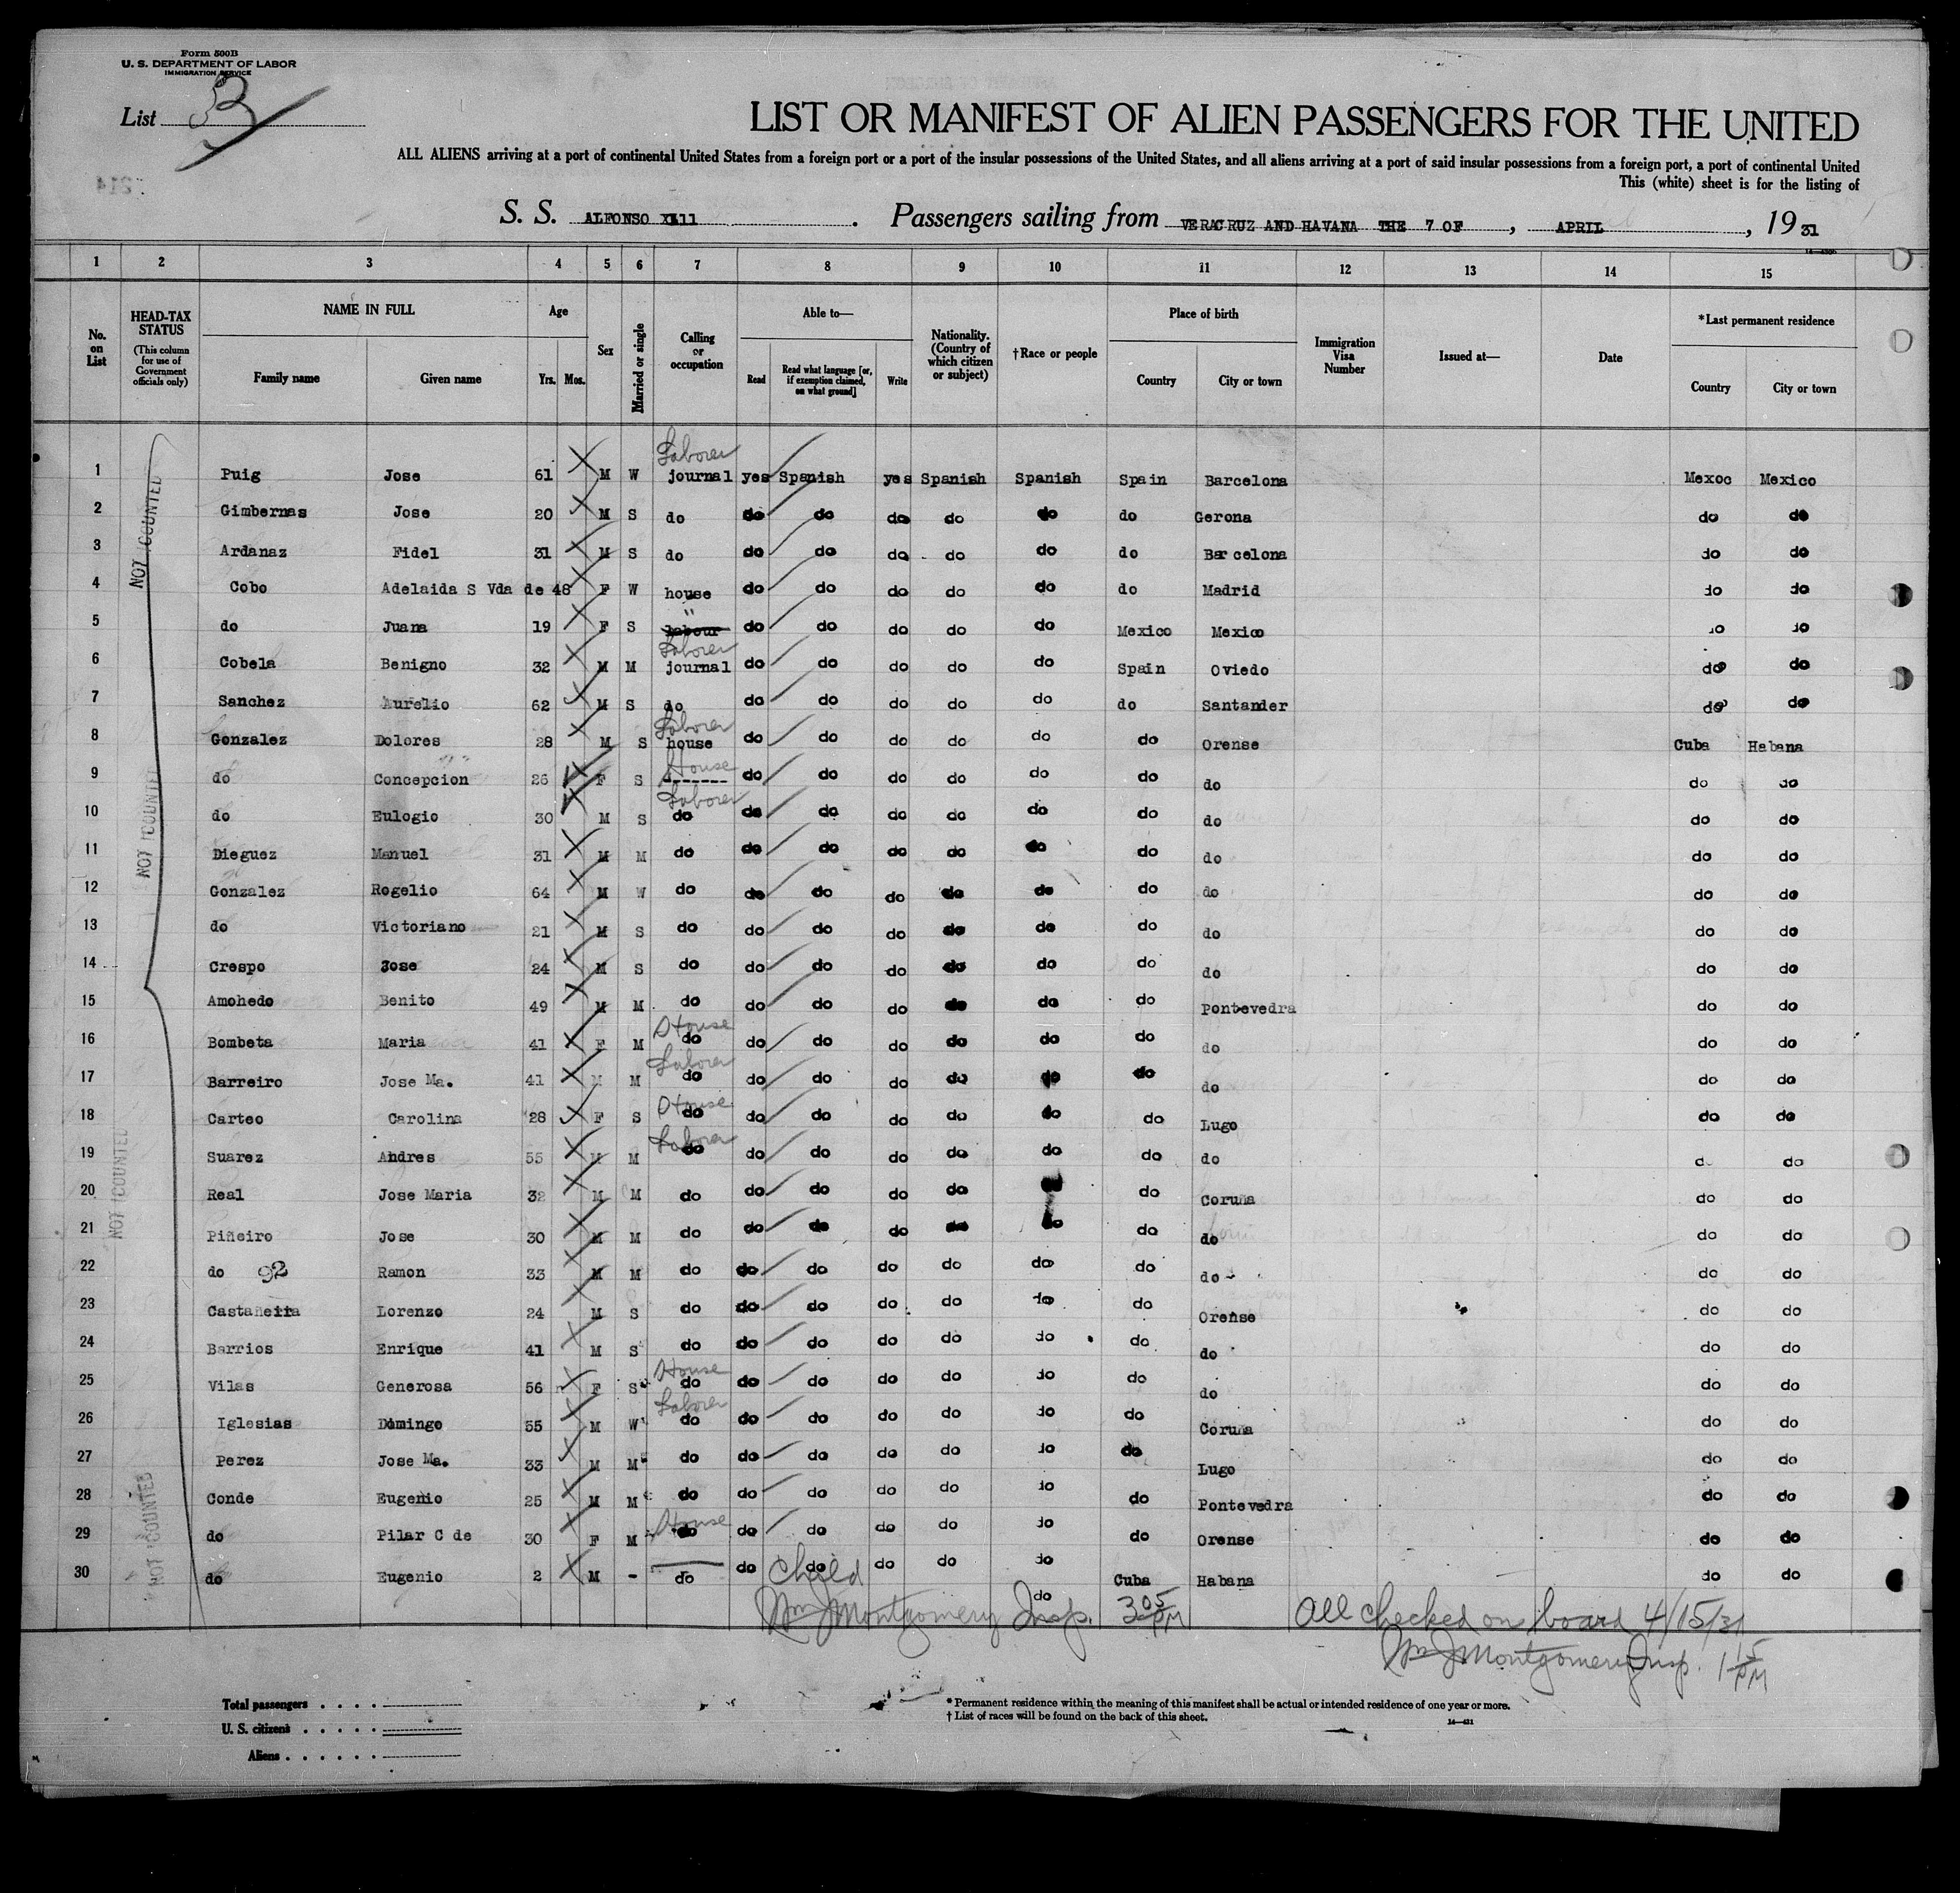 Form 500B
U. S. DEPARTMENT OF LABOR
IMMIGRATION SERVICE
List 3
LIST OR MANIFEST OF ALIEN PASSENGERS FOR THE UNITED
ALL ALIENS arriving at a port of continental United States from a foreign port or a port of the insular possessions of the United States, and all aliens arriving at a port of said insular possessions from a foreign port, a port of continental United
This (white) sheet is for the listing of
214
S. S. ALFONSO X111 . Passengers sailing from VERACRUZ AND HAVANA THE 7 OF , APRIL , 19 31
1 2 3 4 5 6 7 8 9 10 11 12 13 14 15
No. on List HEAD-TAX STATUS (This column for use of Government officials only) NAME IN FULL Family name Given name Age Yrs. Mos. Sex Married or single Calling or occupation Able to— Read Read what language [or, if exemption claimed, on what ground] Write Nationality. (Country of which citizen or subject) †Race or people Place of birth Country City or town Immigration Visa Number Issued at— Date *Last permanent residence Country City or town
NOT COUNTED
NOT COUNTED
NOT COUNTED
NOT COUNTED
Laborer
1 Puig Jose 61 M W journal yes Spanish yes Spanish Spanish Spain Barcelona Mexoc Mexico
2 Gimbernas Jose 20 M S do do do do do do do Gerona do do
3 Ardanaz Fidel 31 M S do do do do do do do Barcelona do do
4 Cobo Adelaida S Vda de 48 F W house do do do do do do Madrid do do
"
5 do Juana 19 F S labour do do do do do Mexico Mexico do do
Laborer
6 Cobela Benigno 32 M M journal do do do do do Spain Oviedo do do
7 Sanchez Aurelio 62 M S do do do do do do do Santander do do
Laborer
8 Gonzalez Dolores 28 M S house do do do do do do Orense Cuba Habana
House
9 do Concepcion 26 F S ------- do do do do do do do do do
Laborer
10 do Eulogio 30 M S do do do do do do do do do do
11 Dieguez Manuel 31 M M do do do do do do do do do do
12 Gonzalez Rogelio 64 M W do do do do do do do do do do
13 do Victoriano 21 M S do do do do do do do do do do
14 Crespo Jose 24 M S do do do do do do do do do do
15 Amohedo Benito 49 M M do do do do do do do Pontevedra do do
House
16 Bombeta Maria 41 F M do do do do do do do do do do
Laborer
17 Barreiro Jose Ma. 41 M M do do do do do do do do do do
House
18 Carteo Carolina 28 F S do do do do do do do Lugo do do
Laborer
19 Suarez Andres 55 M M do do do do do do do do do
20 Real Jose Maria 32 M M do do do do do do Coruña do do
21 Piñeiro Jose 30 M M do do do do do do do do do do
22 do 92 Ramon 33 M M do do do do do do do do do do
23 Castañeira Lorenzo 24 M S do do do do do do do Orense do do
24 Barrios Enrique 41 M S do do do do do do do do do do
House
25 Vilas Generosa 56 F S do do do do do do do do do do
Laborer
26 Iglesias Domingo 55 M W do do do do do do do Coruña do do
27 Perez Jose Ma. 33 M M do do do do do do do Lugo do do
28 Conde Eugenio 25 M M do do do do do do do Pontevedra do do
House
29 do Pilar C de 30 F M do do do do do do do Orense do do
30 do Eugenio 2 M - do do do Child do do do Cuba Habana do do
do
Wm J Montgomery Insp. 3 05 PM All checked on board 4/15/31
Wm J Montgomery Insp. 1 15 PM
Total passengers . . . .
U. S. citizens . . . . .
Aliens . . . . . .
* Permanent residence within the meaning of this manifest shall be actual or intended residence of one year or more.
† List of races will be found on the back of this sheet.
14—431